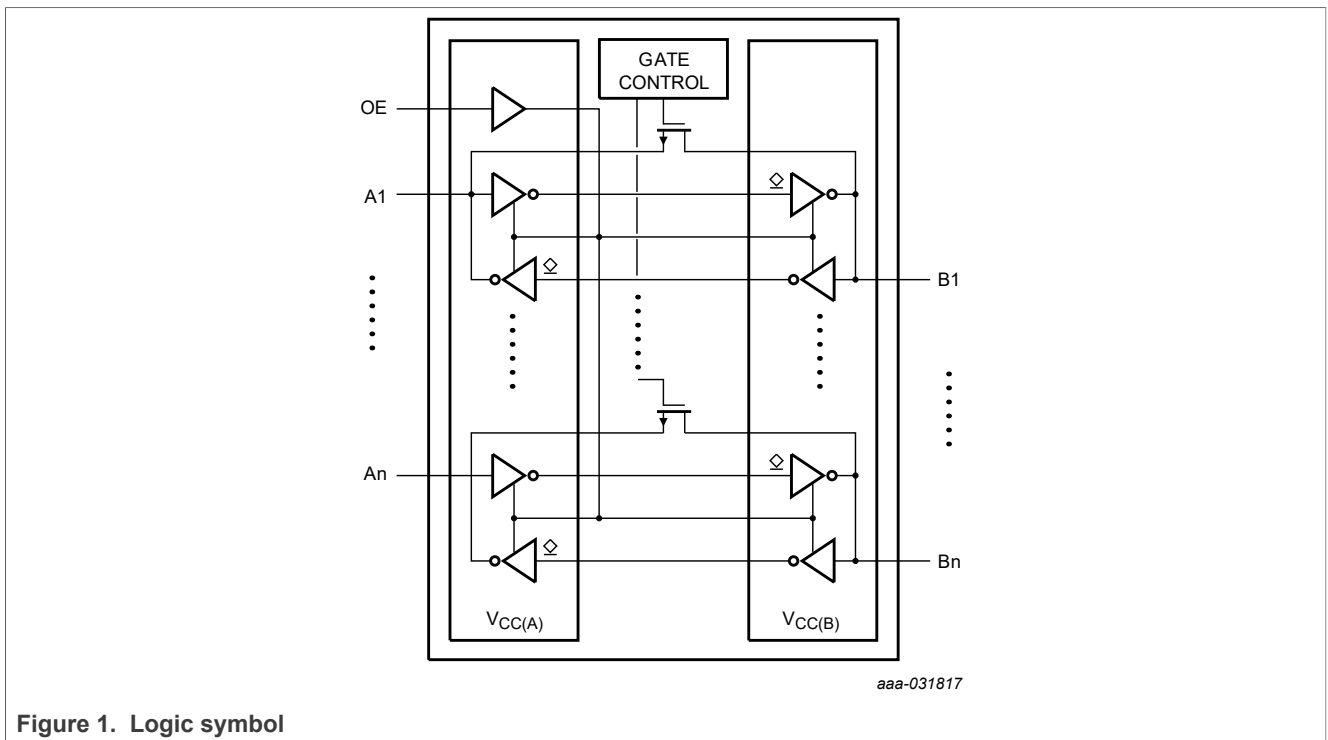 GATE
CONTROL
OE
A1
B1
An
Bn
VCC(A)
VCC(B)
aaa-031817
Figure 1. Logic symbol